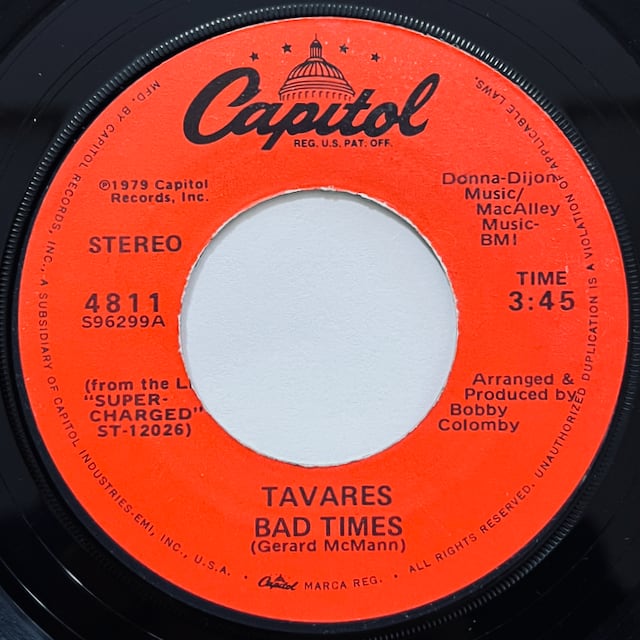 Capitol
REG. U.S. PAT. OFF.
℗1979 Capitol
Records, Inc.
STEREO
4811
S96299A
(from the L
"SUPER-
CHARGED"
ST-12026)
Donna-Dijon
Music/
MacAlley
Music-
BMI
TIME
3:45
Arranged &
Produced by
Bobby
Colomby
TAVARES
BAD TIMES
(Gerard McMann)
MFD. BY CAPITOL RECORDS, INC., A SUBSIDIARY OF CAPITOL INDUSTRIES-EMI, INC., U.S.A. • Capitol MARCA REG. • ALL RIGHTS RESERVED. UNAUTHORIZED DUPLICATION IS A VIOLATION OF APPLICABLE LAWS.